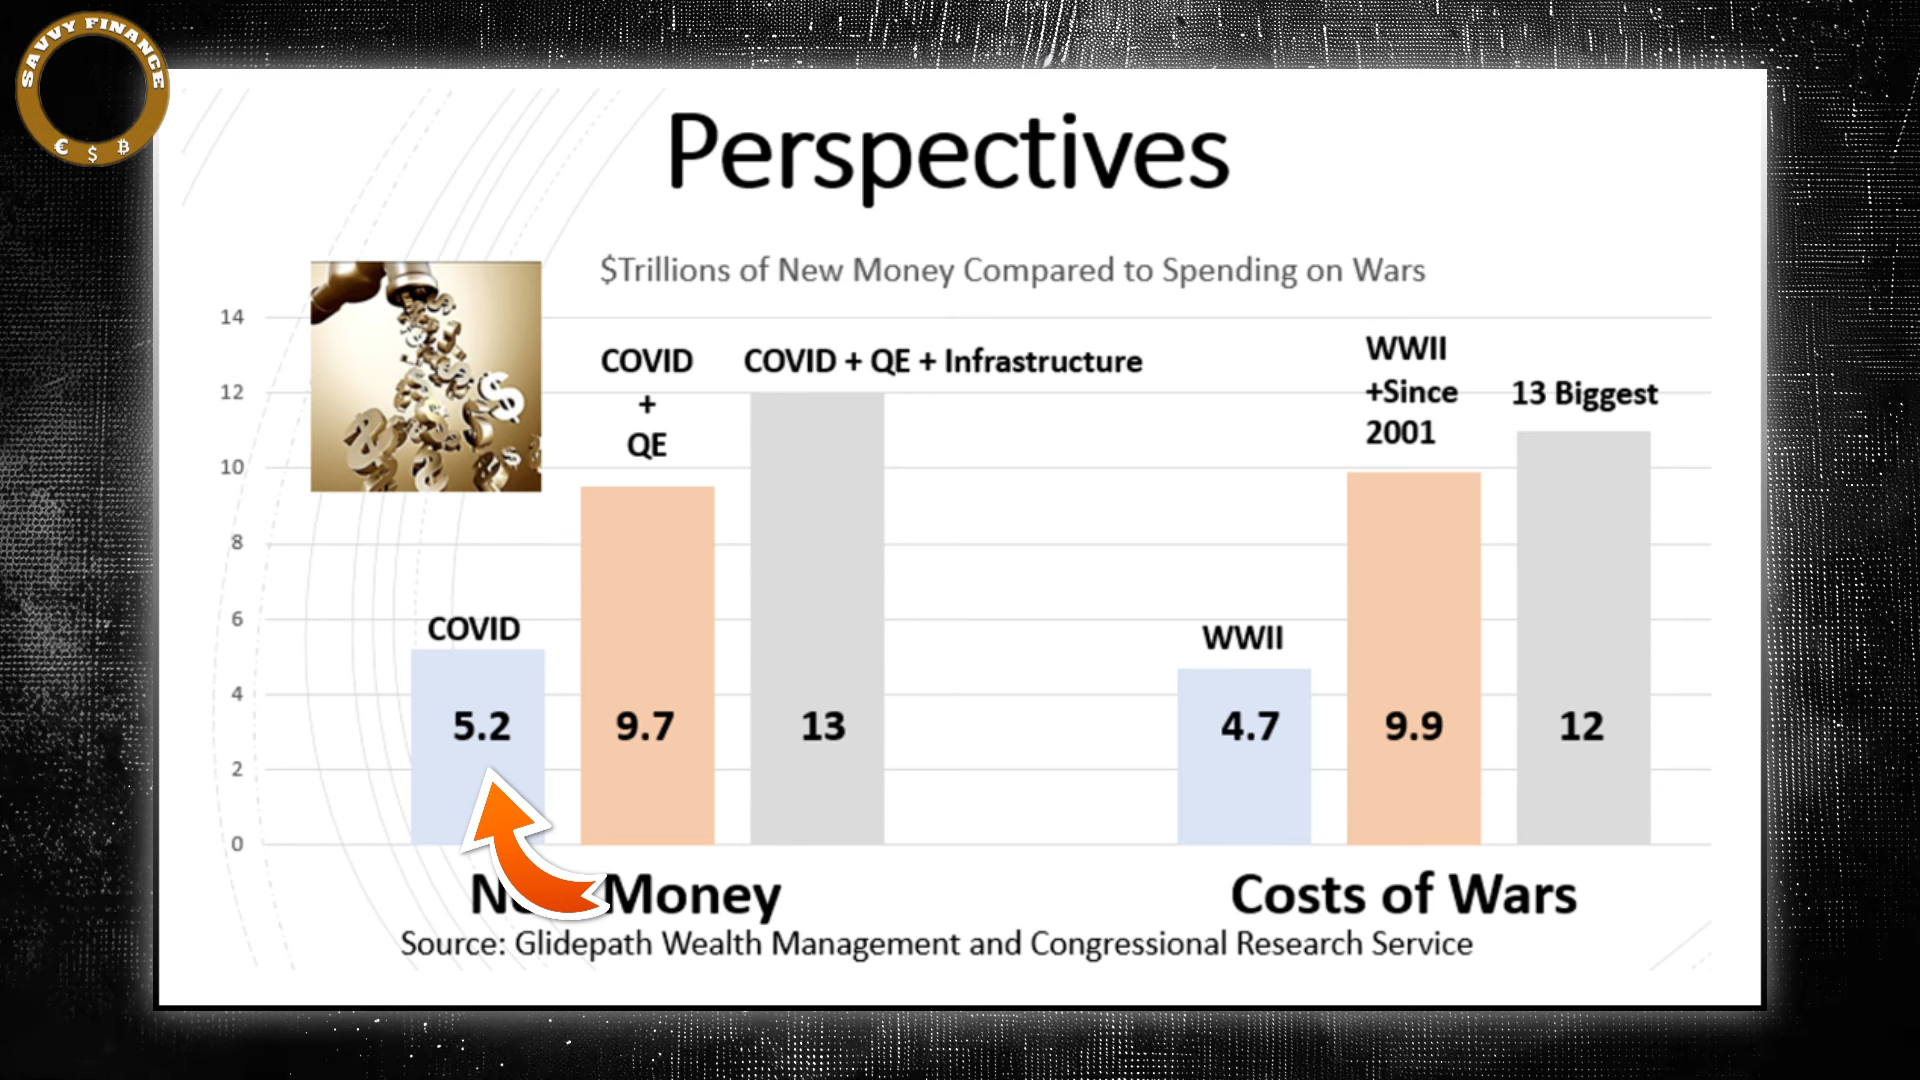 SAVVY FINANCE
€ $ ₿
Perspectives
$Trillions of New Money Compared to Spending on Wars
14
12
10
8
6
4
2
0
COVID
5.2
COVID
+
QE
9.7
COVID + QE + Infrastructure
13
WWII
4.7
WWII
+Since
2001
9.9
13 Biggest
12
Money
Costs of Wars
Source: Glidepath Wealth Management and Congressional Research Service